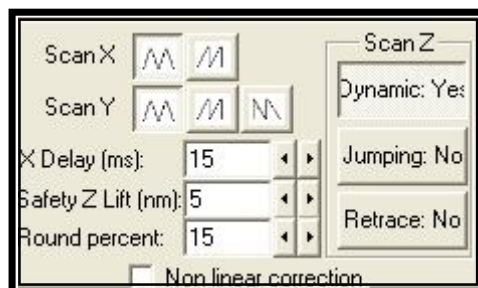 Scan X
Scan Y
X Delay (ms): 15
Safety Z Lift (nm): 5
Round percent: 15
Non linear correction
Scan Z
Dynamic: Yes
Jumping: No
Retrace: No